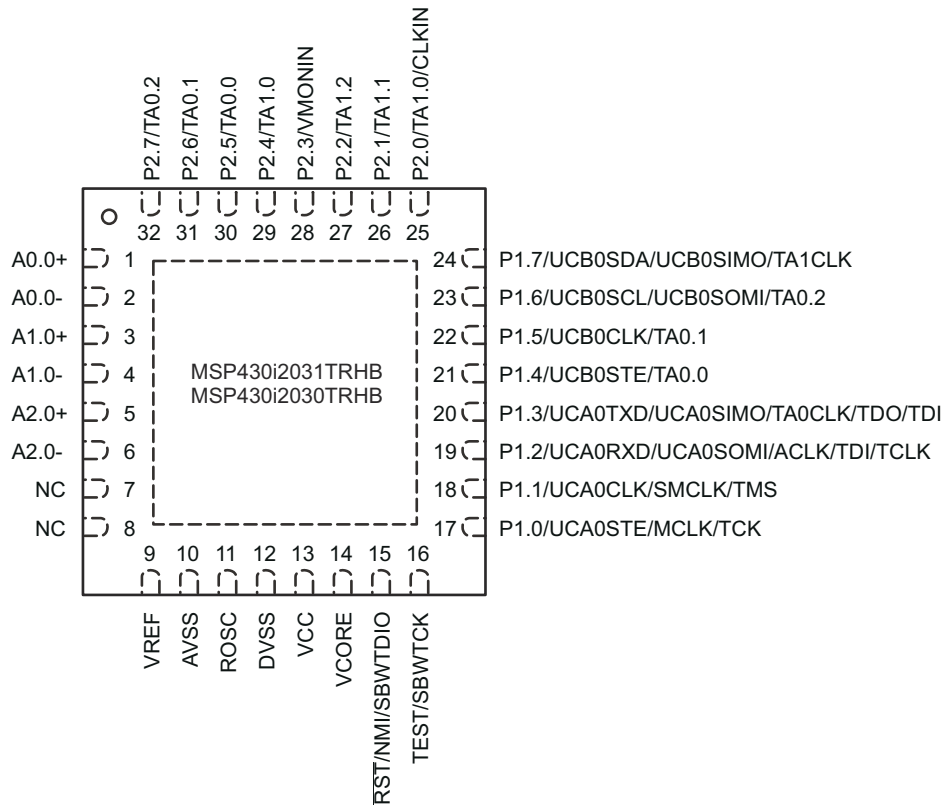 P2.7/TA0.2
P2.6/TA0.1
P2.5/TA0.0
P2.4/TA1.0
P2.3/VMONIN
P2.2/TA1.2
P2.1/TA1.1
P2.0/TA1.0/CLKIN
32 31 30 29 28 27 26 25
A0.0+ 1
A0.0- 2
A1.0+ 3
A1.0- 4
A2.0+ 5
A2.0- 6
NC 7
NC 8
MSP430i2031TRHB
MSP430i2030TRHB
24 P1.7/UCB0SDA/UCB0SIMO/TA1CLK
23 P1.6/UCB0SCL/UCB0SOMI/TA0.2
22 P1.5/UCB0CLK/TA0.1
21 P1.4/UCB0STE/TA0.0
20 P1.3/UCA0TXD/UCA0SIMO/TA0CLK/TDO/TDI
19 P1.2/UCA0RXD/UCA0SOMI/ACLK/TDI/TCLK
18 P1.1/UCA0CLK/SMCLK/TMS
17 P1.0/UCA0STE/MCLK/TCK
9 10 11 12 13 14 15 16
VREF
AVSS
ROSC
DVSS
VCC
VCORE
RST/NMI/SBWTDIO
TEST/SBWTCK